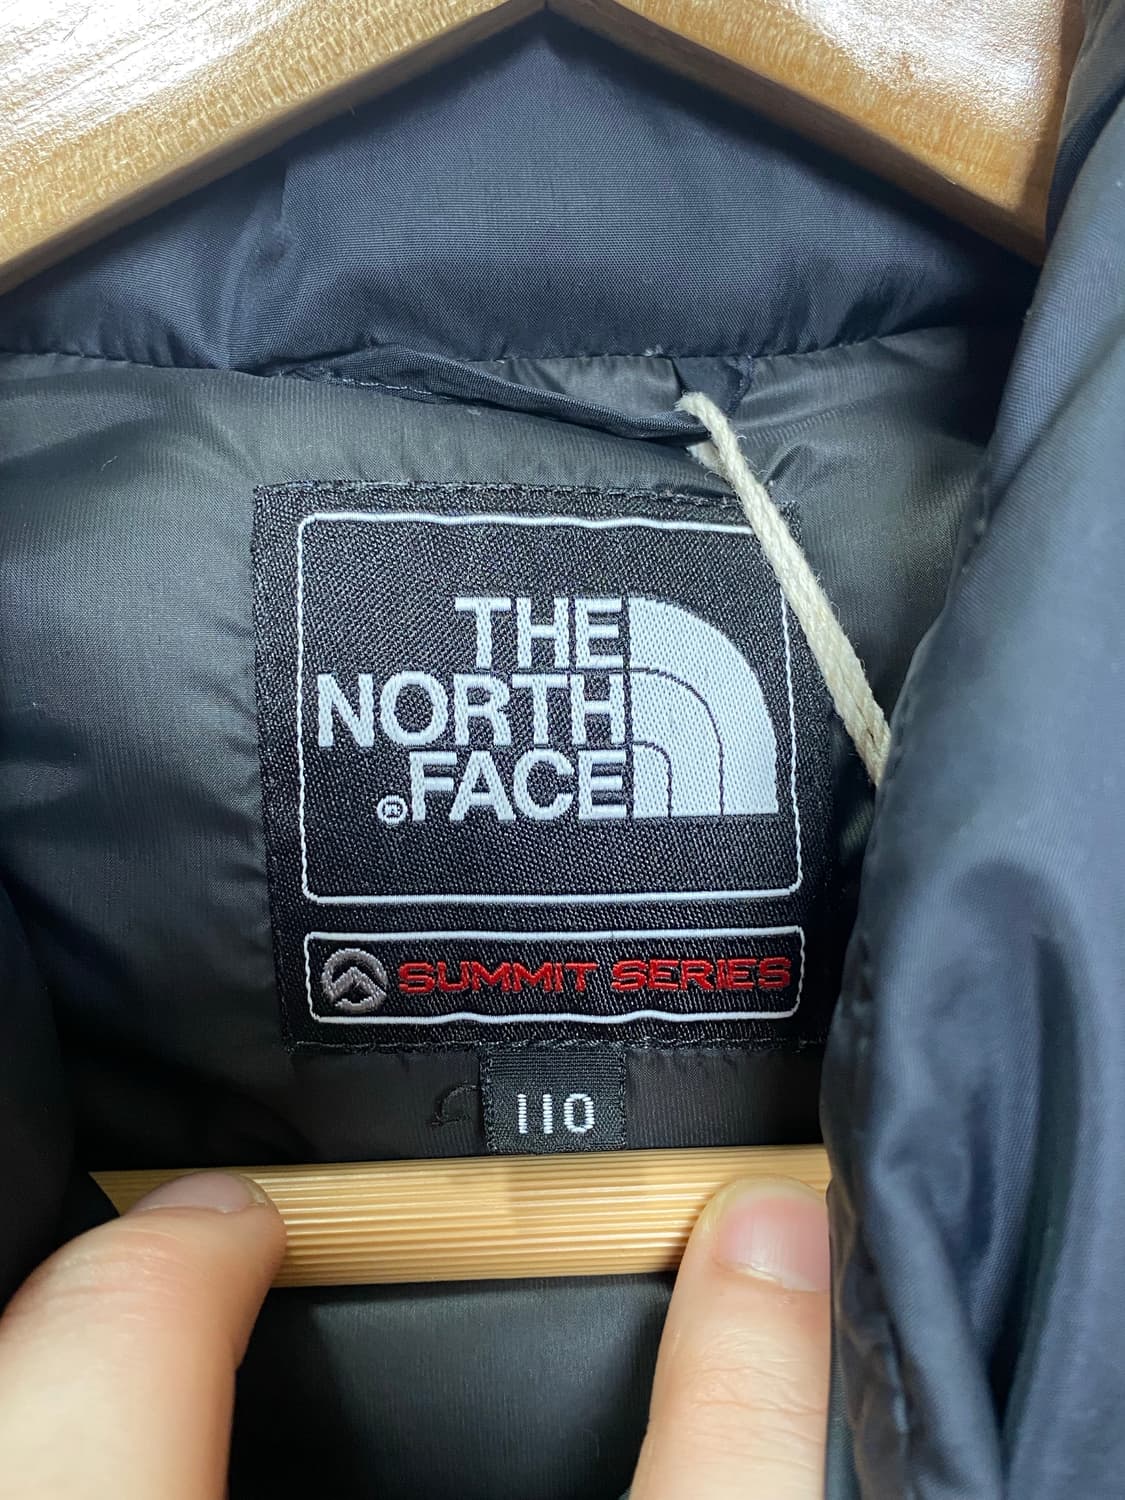 THE
NORTH
®FACE
SUMMIT SERIES
110